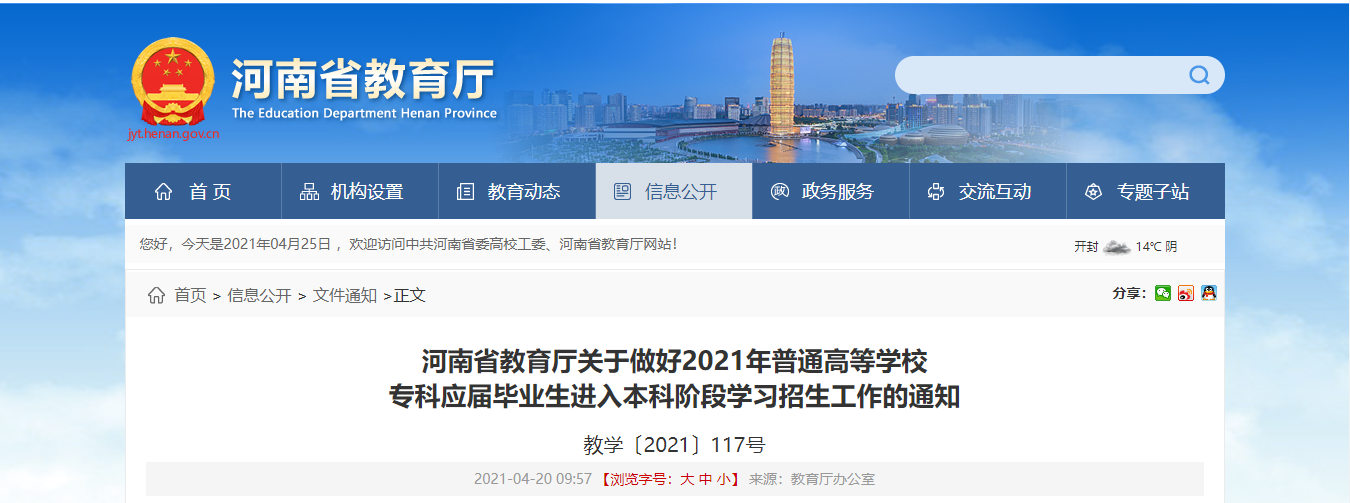 河南省教育厅
The Education Department Henan Province
jyt.henan.gov.cn
首 页 机构设置 教育动态 信息公开 政务服务 交流互动 专题子站
您好，今天是2021年04月25日 ，欢迎访问中共河南省委高校工委、河南省教育厅网站！ 开封 14℃ 阴
首页 > 信息公开 > 文件通知 >正文 分享：
河南省教育厅关于做好2021年普通高等学校
专科应届毕业生进入本科阶段学习招生工作的通知
教学〔2021〕117号
2021-04-20 09:57 【浏览字号：大 中 小】 来源：教育厅办公室